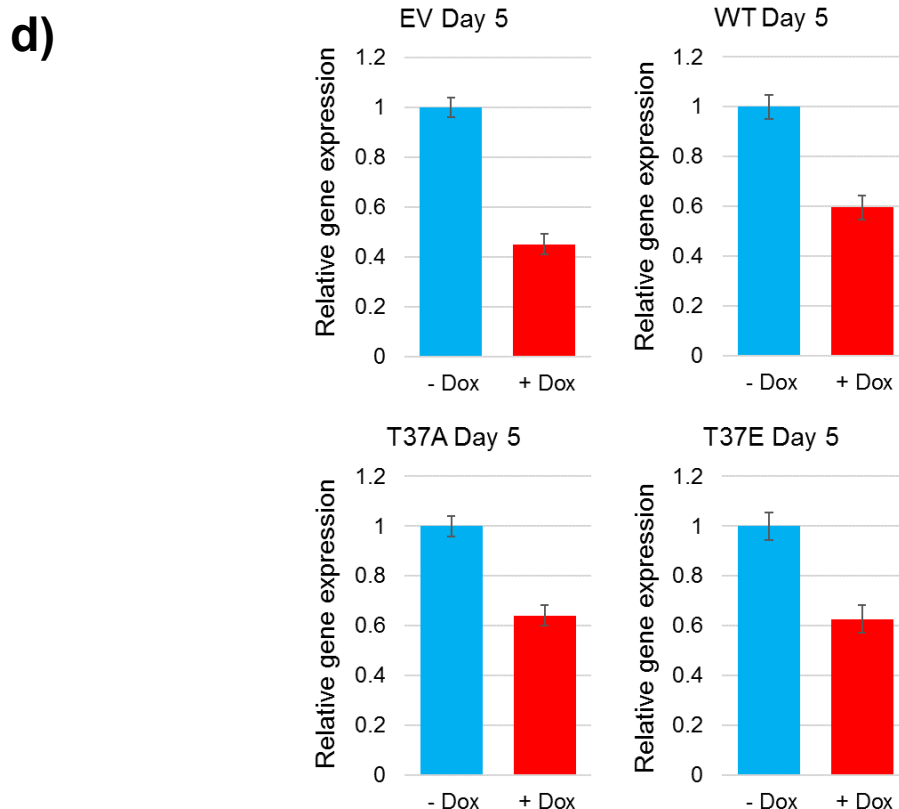 d)
EV Day 5
Relative gene expression
1.2
1
0.8
0.6
0.4
0.2
0
- Dox + Dox
WT Day 5
Relative gene expression
1.2
1
0.8
0.6
0.4
0.2
0
- Dox + Dox
T37A Day 5
Relative gene expression
1.2
1
0.8
0.6
0.4
0.2
0
- Dox + Dox
T37E Day 5
Relative gene expression
1.2
1
0.8
0.6
0.4
0.2
0
- Dox + Dox